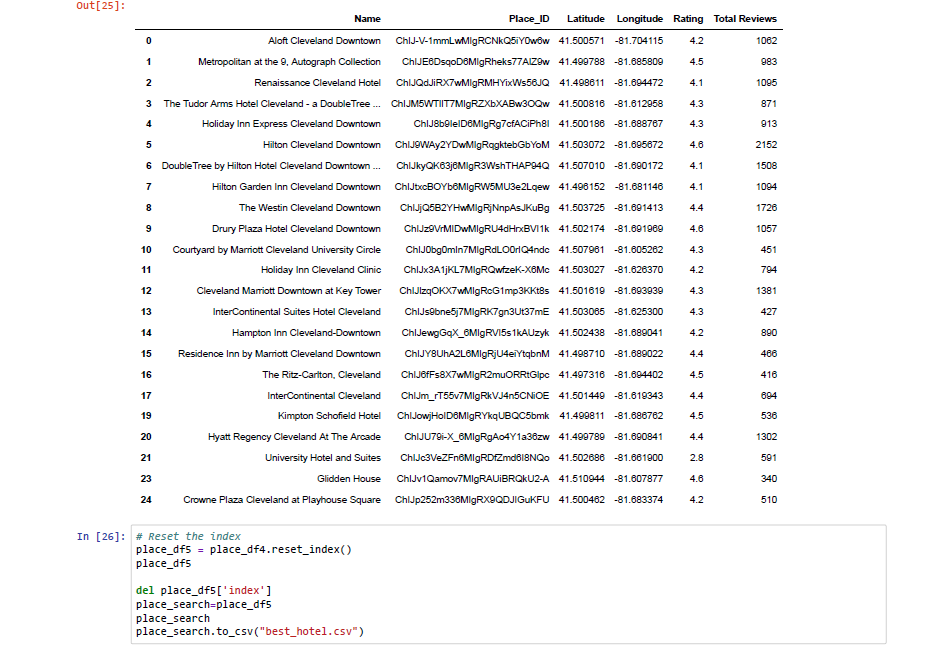 Out[25]:
Name Place_ID Latitude Longitude Rating Total Reviews
0 Aloft Cleveland Downtown ChIJ-V-1mmLwMIgRCNkQ5iY0w6w 41.500571 -81.704115 4.2 1062
1 Metropolitan at the 9, Autograph Collection ChIJE6DsqoD6MIgRheks77AIZ9w 41.499788 -81.685809 4.5 983
2 Renaissance Cleveland Hotel ChIJQdJiRX7wMIgRMHYixWs56JQ 41.498611 -81.694472 4.1 1095
3 The Tudor Arms Hotel Cleveland - a DoubleTree ... ChIJM5WTIIT7MIgRZXbXABw3OQw 41.500816 -81.612958 4.3 871
4 Holiday Inn Express Cleveland Downtown ChIJ8b9IeID6MIgRg7cfACiPh8I 41.500186 -81.688767 4.3 913
5 Hilton Cleveland Downtown ChIJ9WAy2YDwMIgRqgktebGbYoM 41.503072 -81.695672 4.6 2152
6 DoubleTree by Hilton Hotel Cleveland Downtown ... ChIJkyQK63j6MIgR3WshTHAP94Q 41.507010 -81.690172 4.1 1508
7 Hilton Garden Inn Cleveland Downtown ChIJtxcBOYb6MIgRW5MU3e2Lqew 41.496152 -81.681146 4.1 1094
8 The Westin Cleveland Downtown ChIJjQ5B2YHwMIgRjNnpAsJKuBg 41.503725 -81.691413 4.4 1726
9 Drury Plaza Hotel Cleveland Downtown ChIJz9VrMIDwMIgRU4dHrxBVI1k 41.502174 -81.691969 4.6 1057
10 Courtyard by Marriott Cleveland University Circle ChIJ0bg0mIn7MIgRdLO0rIQ4ndc 41.507961 -81.605262 4.3 451
11 Holiday Inn Cleveland Clinic ChIJx3A1jKL7MIgRQwfzeK-X6Mc 41.503027 -81.626370 4.2 794
12 Cleveland Marriott Downtown at Key Tower ChIJIzqOKX7wMIgRcG1mp3KKt8s 41.501619 -81.693939 4.3 1381
13 InterContinental Suites Hotel Cleveland ChIJs9bne5j7MIgRK7gn3Ut37mE 41.503065 -81.625300 4.3 427
14 Hampton Inn Cleveland-Downtown ChIJewgGqX_6MIgRVI5s1kAUzyk 41.502438 -81.689041 4.2 890
15 Residence Inn by Marriott Cleveland Downtown ChIJY8UhA2L6MIgRjU4eiYtqbnM 41.498710 -81.689022 4.4 466
16 The Ritz-Carlton, Cleveland ChIJ6fFs8X7wMIgR2muORRtGIpc 41.497316 -81.694402 4.5 416
17 InterContinental Cleveland ChIJm_rT55v7MIgRkVJ4n5CNiOE 41.501449 -81.619343 4.4 694
19 Kimpton Schofield Hotel ChIJowjHoID6MIgRYkqUBQC5bmk 41.499811 -81.686762 4.5 536
20 Hyatt Regency Cleveland At The Arcade ChIJU79i-X_6MIgRgAo4Y1a36zw 41.499789 -81.690841 4.4 1302
21 University Hotel and Suites ChIJc3VeZFn6MIgRDfZmd6I8NQo 41.502686 -81.661900 2.8 591
23 Glidden House ChIJv1Qamov7MIgRAUiBRQkU2-A 41.510944 -81.607877 4.6 340
24 Crowne Plaza Cleveland at Playhouse Square ChIJp252m336MIgRX9QDJIGuKFU 41.500462 -81.683374 4.2 510
In [26]: # Reset the index
place_df5 = place_df4.reset_index()
place_df5
del place_df5['index']
place_search=place_df5
place_search
place_search.to_csv("best_hotel.csv")